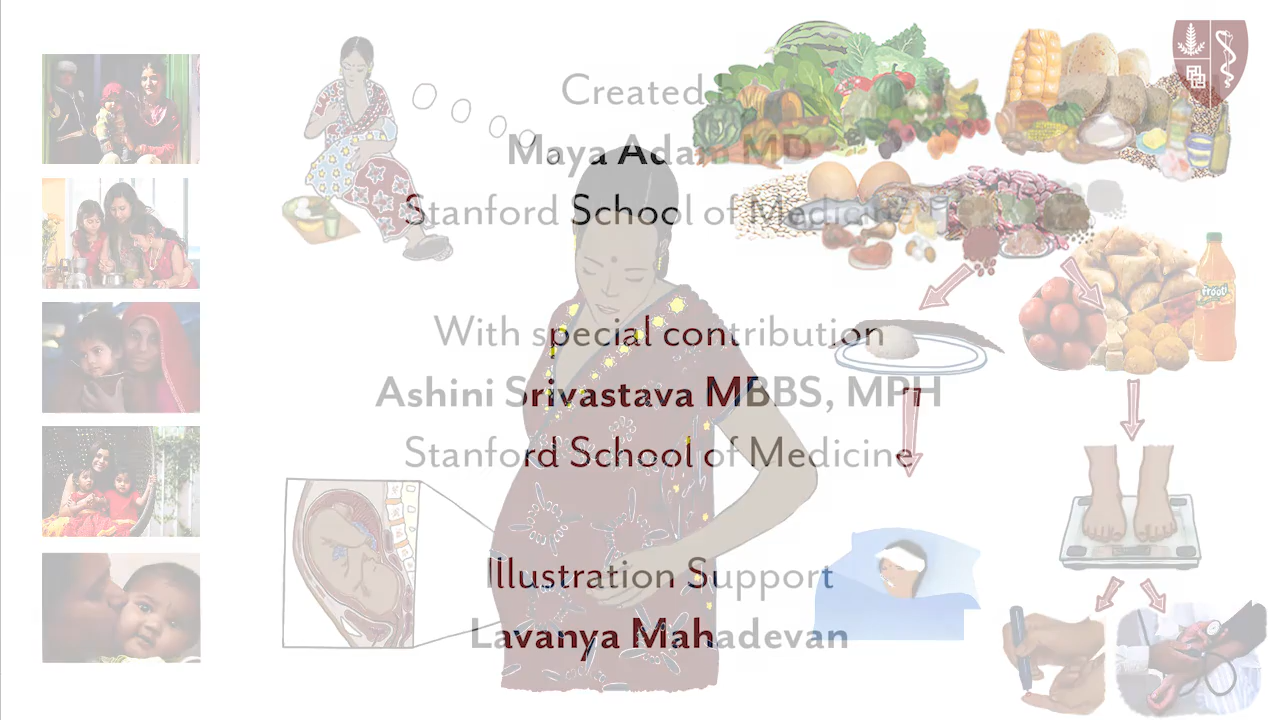 Created by
Maya Adam MD
Stanford School of Medicine
With special contribution
Ashini Srivastava MBBS, MPH
Stanford School of Medicine
Illustration Support
Lavanya Mahadevan
Frooti